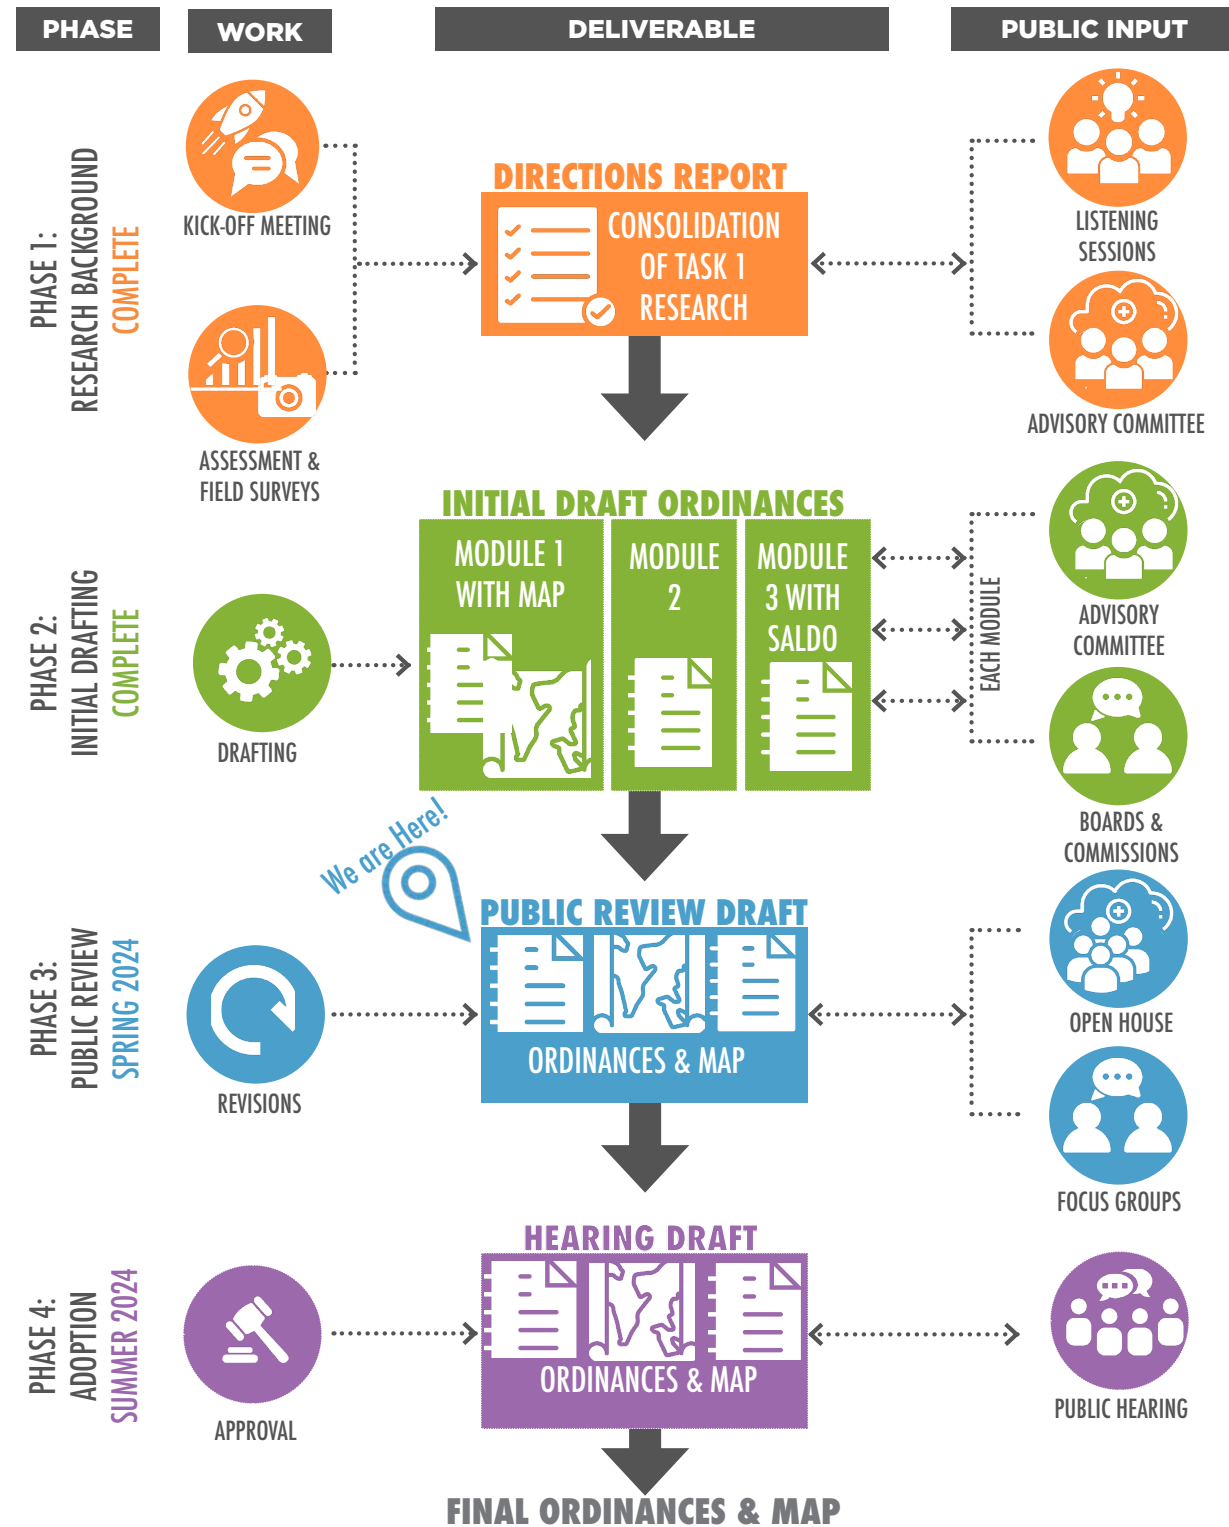 PHASE
WORK
DELIVERABLE
PUBLIC INPUT
PHASE 1:
RESEARCH BACKGROUND
COMPLETE
KICK-OFF MEETING
ASSESSMENT &
FIELD SURVEYS
DIRECTIONS REPORT
CONSOLIDATION
OF TASK 1
RESEARCH
LISTENING
SESSIONS
ADVISORY COMMITTEE
PHASE 2:
INITIAL DRAFTING
COMPLETE
DRAFTING
INITIAL DRAFT ORDINANCES
MODULE 1
WITH MAP
MODULE
2
MODULE
3 WITH
SALDO
EACH MODULE
ADVISORY
COMMITTEE
BOARDS &
COMMISSIONS
We are Here!
PHASE 3:
PUBLIC REVIEW
SPRING 2024
REVISIONS
PUBLIC REVIEW DRAFT
ORDINANCES & MAP
OPEN HOUSE
FOCUS GROUPS
PHASE 4:
ADOPTION
SUMMER 2024
APPROVAL
HEARING DRAFT
ORDINANCES & MAP
PUBLIC HEARING
FINAL ORDINANCES & MAP